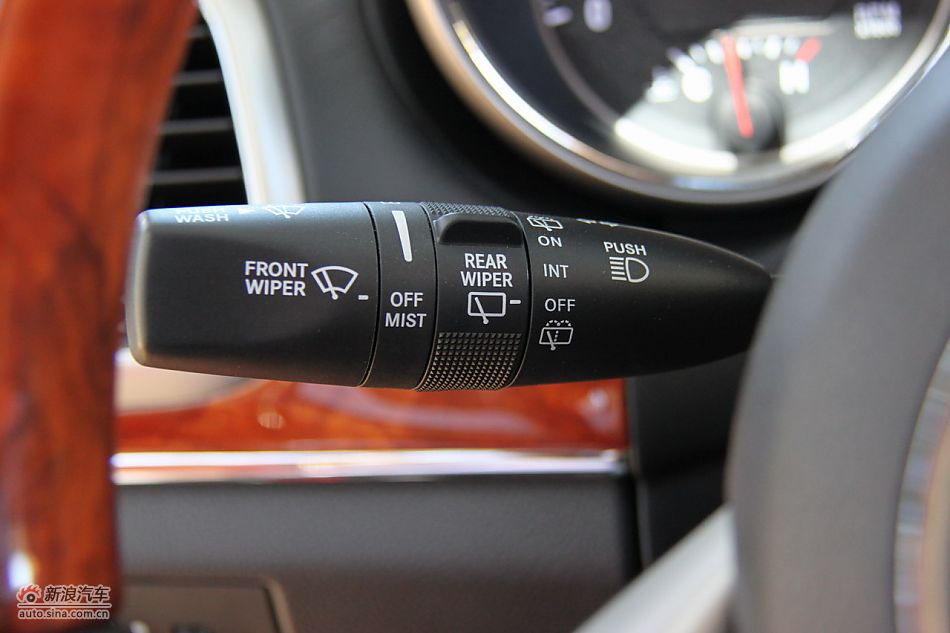 WASH
FRONT
WIPER
OFF
MIST
REAR
WIPER
ON
INT
OFF
PUSH
H
新浪汽车
auto.sina.com.cn